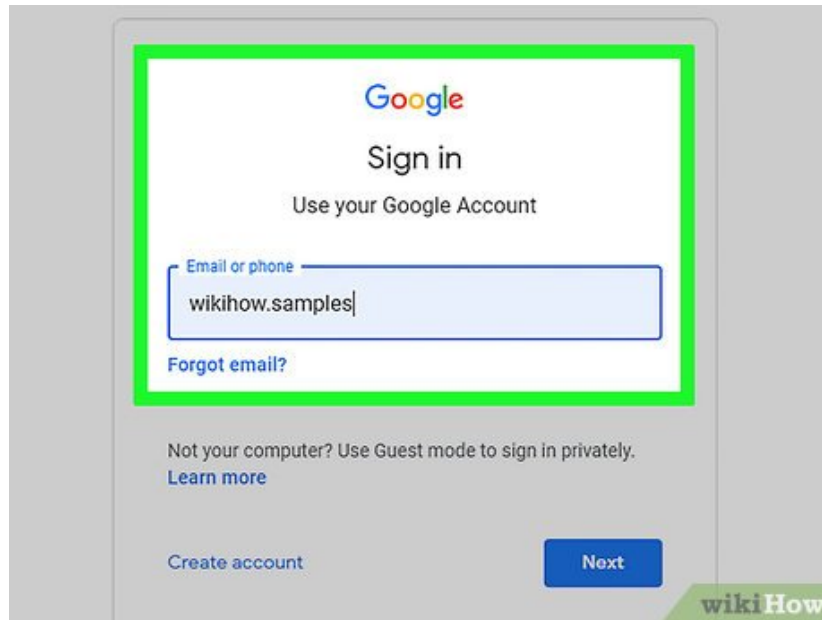 Google
Sign in
Use your Google Account
Email or phone
wikihow.samples
Forgot email?
Not your computer? Use Guest mode to sign in privately.
Learn more
Create account
Next
wikiHow